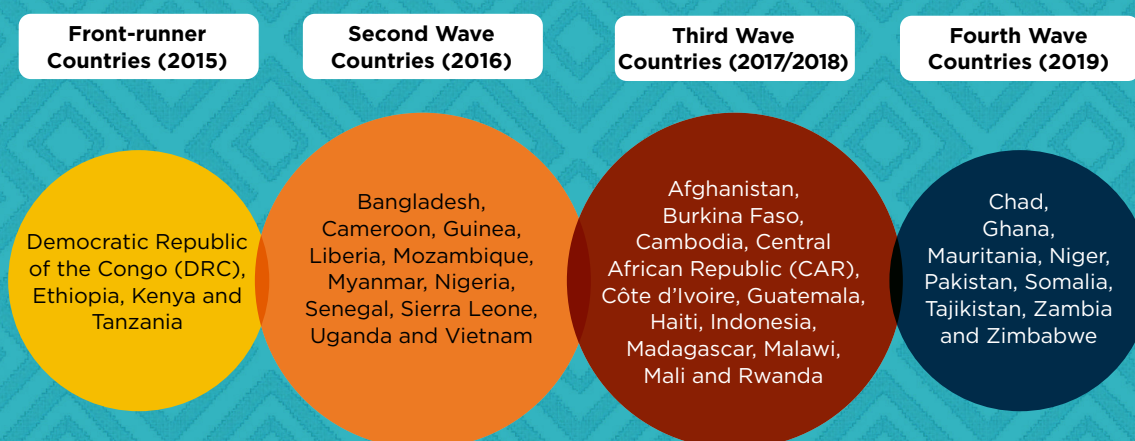 Front-runner
Countries (2015)
Second Wave
Countries (2016)
Third Wave
Countries (2017/2018)
Fourth Wave
Countries (2019)
Democratic Republic
of the Congo (DRC),
Ethiopia, Kenya and
Tanzania
Bangladesh,
Cameroon, Guinea,
Liberia, Mozambique,
Myanmar, Nigeria,
Senegal, Sierra Leone,
Uganda and Vietnam
Afghanistan,
Burkina Faso,
Cambodia, Central
African Republic (CAR),
Côte d'Ivoire, Guatemala,
Haiti, Indonesia,
Madagascar, Malawi,
Mali and Rwanda
Chad,
Ghana,
Mauritania, Niger,
Pakistan, Somalia,
Tajikistan, Zambia
and Zimbabwe